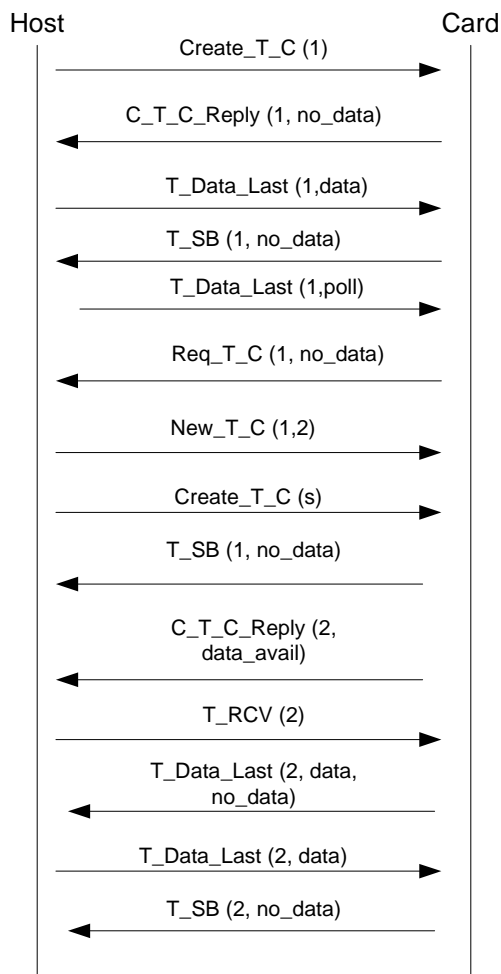 Host
Card
Create_T_C (1)
C_T_C_Reply (1, no_data)
T_Data_Last (1,data)
T_SB (1, no_data)
T_Data_Last (1,poll)
Req_T_C (1, no_data)
New_T_C (1,2)
Create_T_C (s)
T_SB (1, no_data)
C_T_C_Reply (2,
data_avail)
T_RCV (2)
T_Data_Last (2, data,
no_data)
T_Data_Last (2, data)
T_SB (2, no_data)